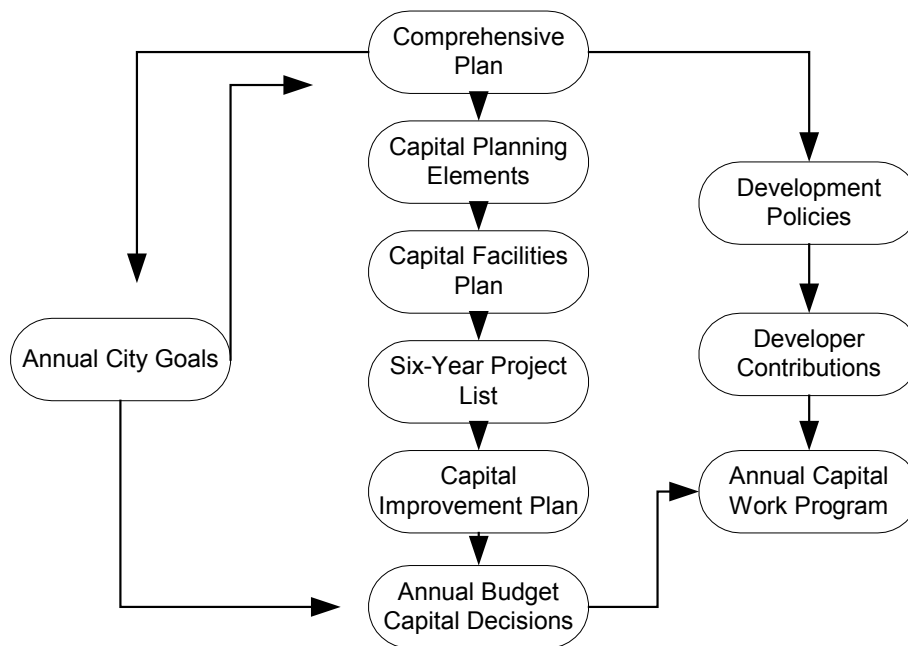 Comprehensive
Plan
Capital Planning
Elements
Development
Policies
Capital Facilities
Plan
Annual City Goals
Six-Year Project
List
Developer
Contributions
Capital
Improvement Plan
Annual Capital
Work Program
Annual Budget
Capital Decisions